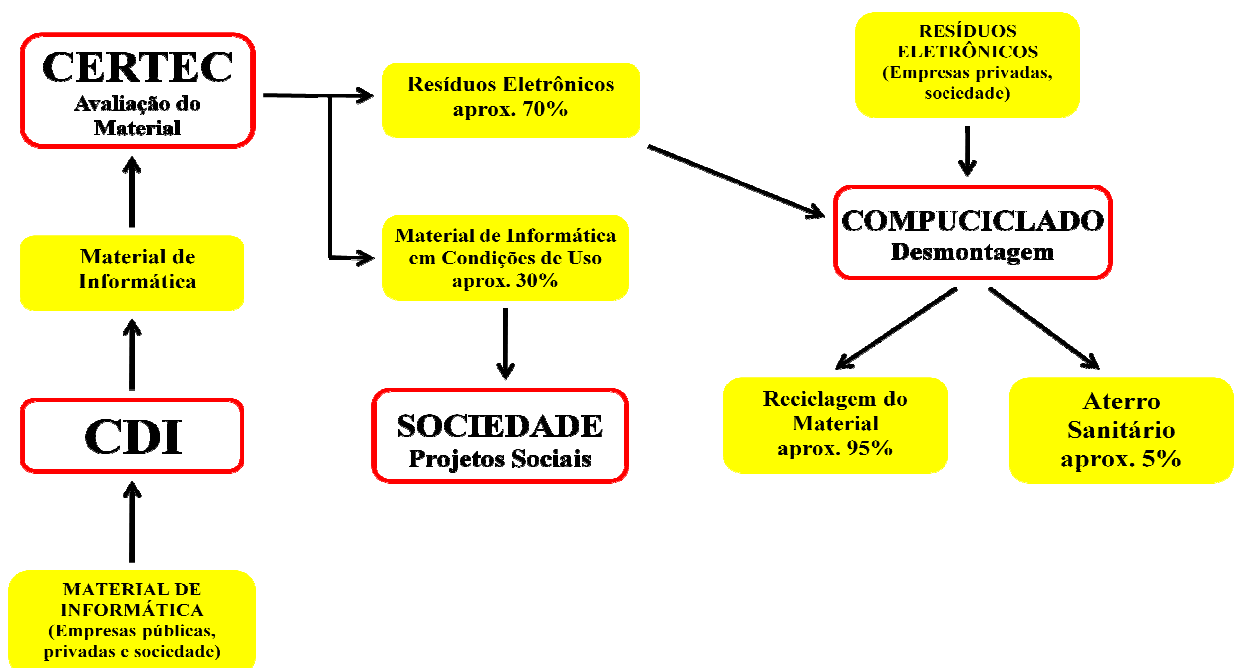 CERTEC
Avaliação do
Material
Resíduos Eletrônicos
aprox. 70%
RESÍDUOS
ELETRÔNICOS
(Empresas privadas,
sociedade)
Material de
Informática
Material de Informática
em Condições de Uso
aprox. 30%
COMPUCICLADO
Desmontagem
CDI
SOCIEDADE
Projetos Sociais
Reciclagem do
Material
aprox. 95%
Aterro
Sanitário
aprox. 5%
MATERIAL DE
INFORMÁTICA
(Empresas públicas,
privadas e sociedade)